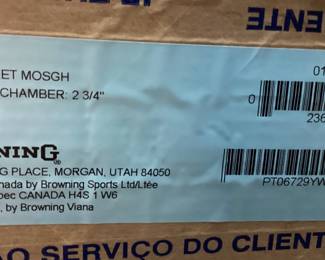 ENTE
ET MOSGH
01
CHAMBER: 2 3/4"
0
236
NING®
G PLACE, MORGAN, UTAH 84050
nada by Browning Sports Ltd/Ltée
bec CANADA H4S 1 W6
, by Browning Viana
PT06729YW
AO SERVIÇO DO CLIENT